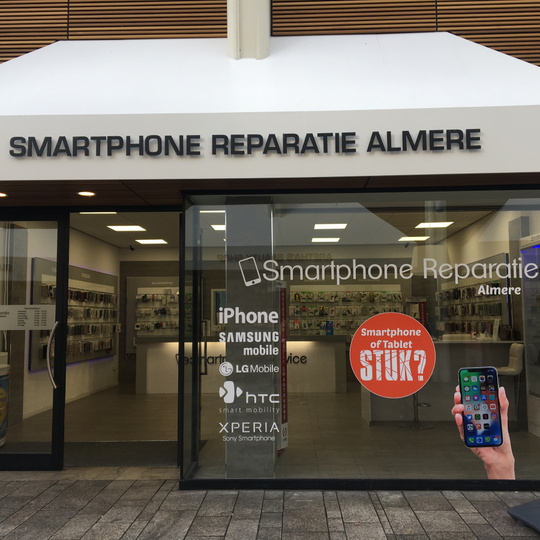 SMARTPHONE REPARATIE ALMERE
Smartphone Reparatie
Almere
iPhone
SAMSUNG
mobile
LG Mobile
hTC
smart.mobility
XPERIA
Sony Smartphone
Smartphone
of Tablet
STUK?